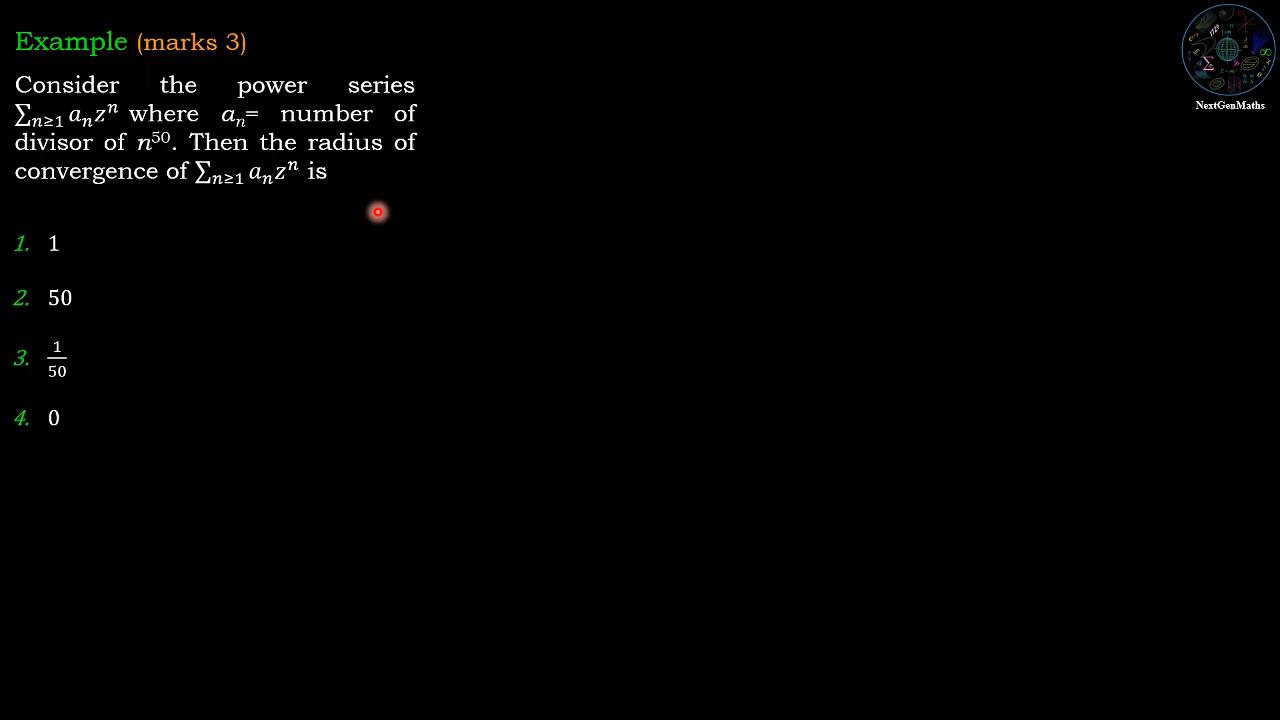 Example (marks 3)
Consider the power series
∑ₙ≥₁ aₙzⁿ where aₙ= number of
divisor of n⁵⁰. Then the radius of
convergence of ∑ₙ≥₁ aₙzⁿ is
1. 1
2. 50
3. 1/50
4. 0
NextGenMaths